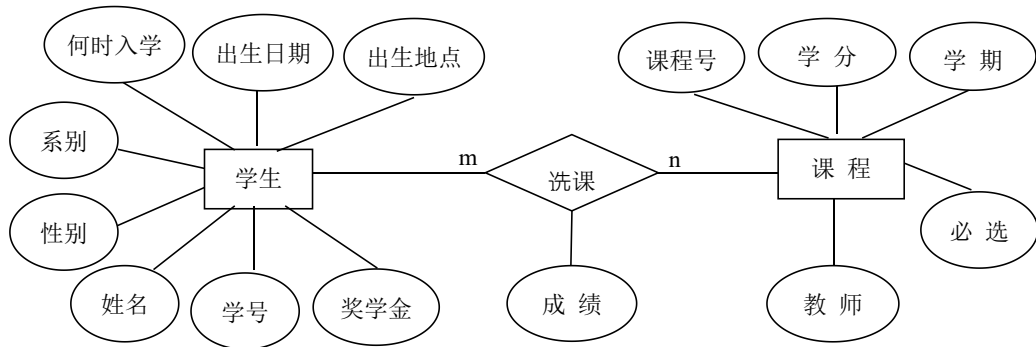 何时入学
出生日期
出生地点
课程号
学 分
学 期
系别
学生
m
选课
n
课 程
性别
必 选
姓名
学号
奖学金
成 绩
教 师